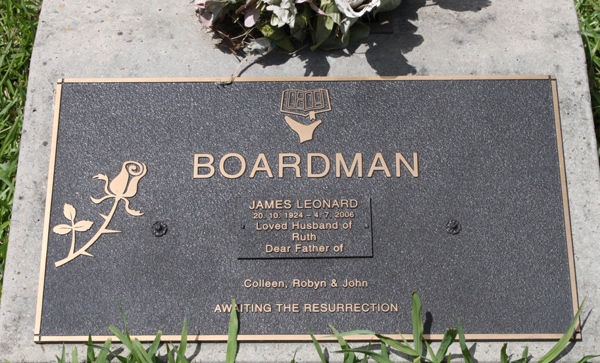 BOARDMAN
JAMES LEONARD
20. 10. 1924 – 4. 7. 2006
Loved Husband of
Ruth
Dear Father of
Colleen, Robyn & John
AWAITING THE RESURRECTION